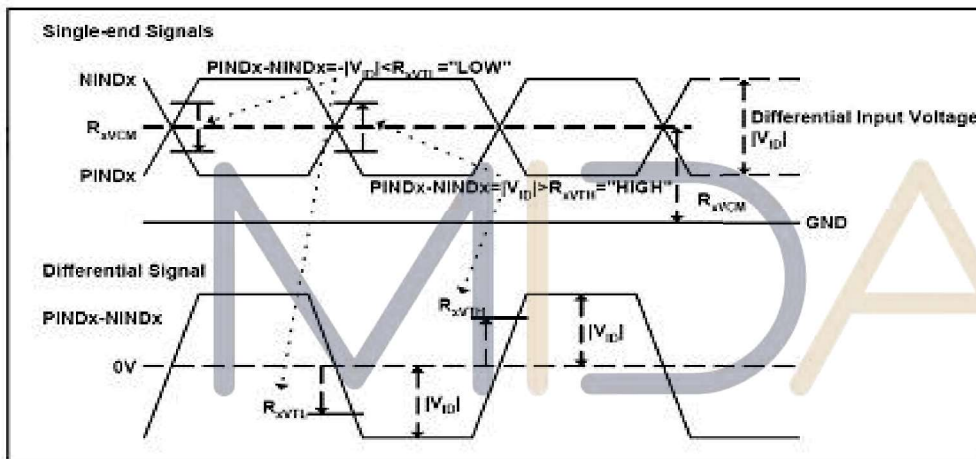 Single-end Signals
PINDx-NINDx=-|VID|<RxVTL="LOW"
NINDx
Differential Input Voltage
|VID|
RxVCM
PINDx
PINDx-NINDx=|VID|>RxVTH="HIGH"
RxVCM
GND
Differential Signal
PINDx-NINDx
RxVTH
|VID|
0V
RxVTL
|VID|
MIDA